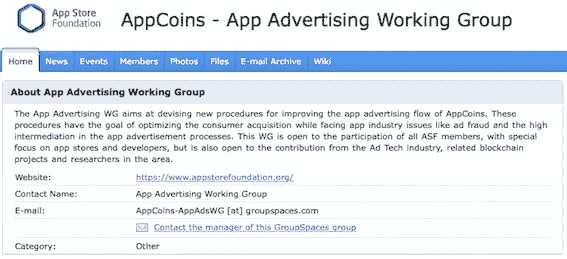 App Store
Foundation
AppCoins - App Advertising Working Group
Home News Events Members Photos Files E-mail Archive Wiki
About App Advertising Working Group
The App Advertising WG aims at devising new procedures for improving the app advertising flow of AppCoins. These
procedures have the goal of optimizing the consumer acquisition while facing app industry issues like ad fraud and the high
intermediation in the app advertisement processes. This WG is open to the participation of all ASF members, with special
focus on app stores and developers, but is also open to the contribution from the Ad Tech industry, related blockchain
projects and researchers in the area.
Website: https://www.appstorefoundation.org/
Contact Name: App Advertising Working Group
E-mail: AppCoins-AppAdsWG [at] groupspaces.com
Contact the manager of this GroupSpaces group
Category: Other